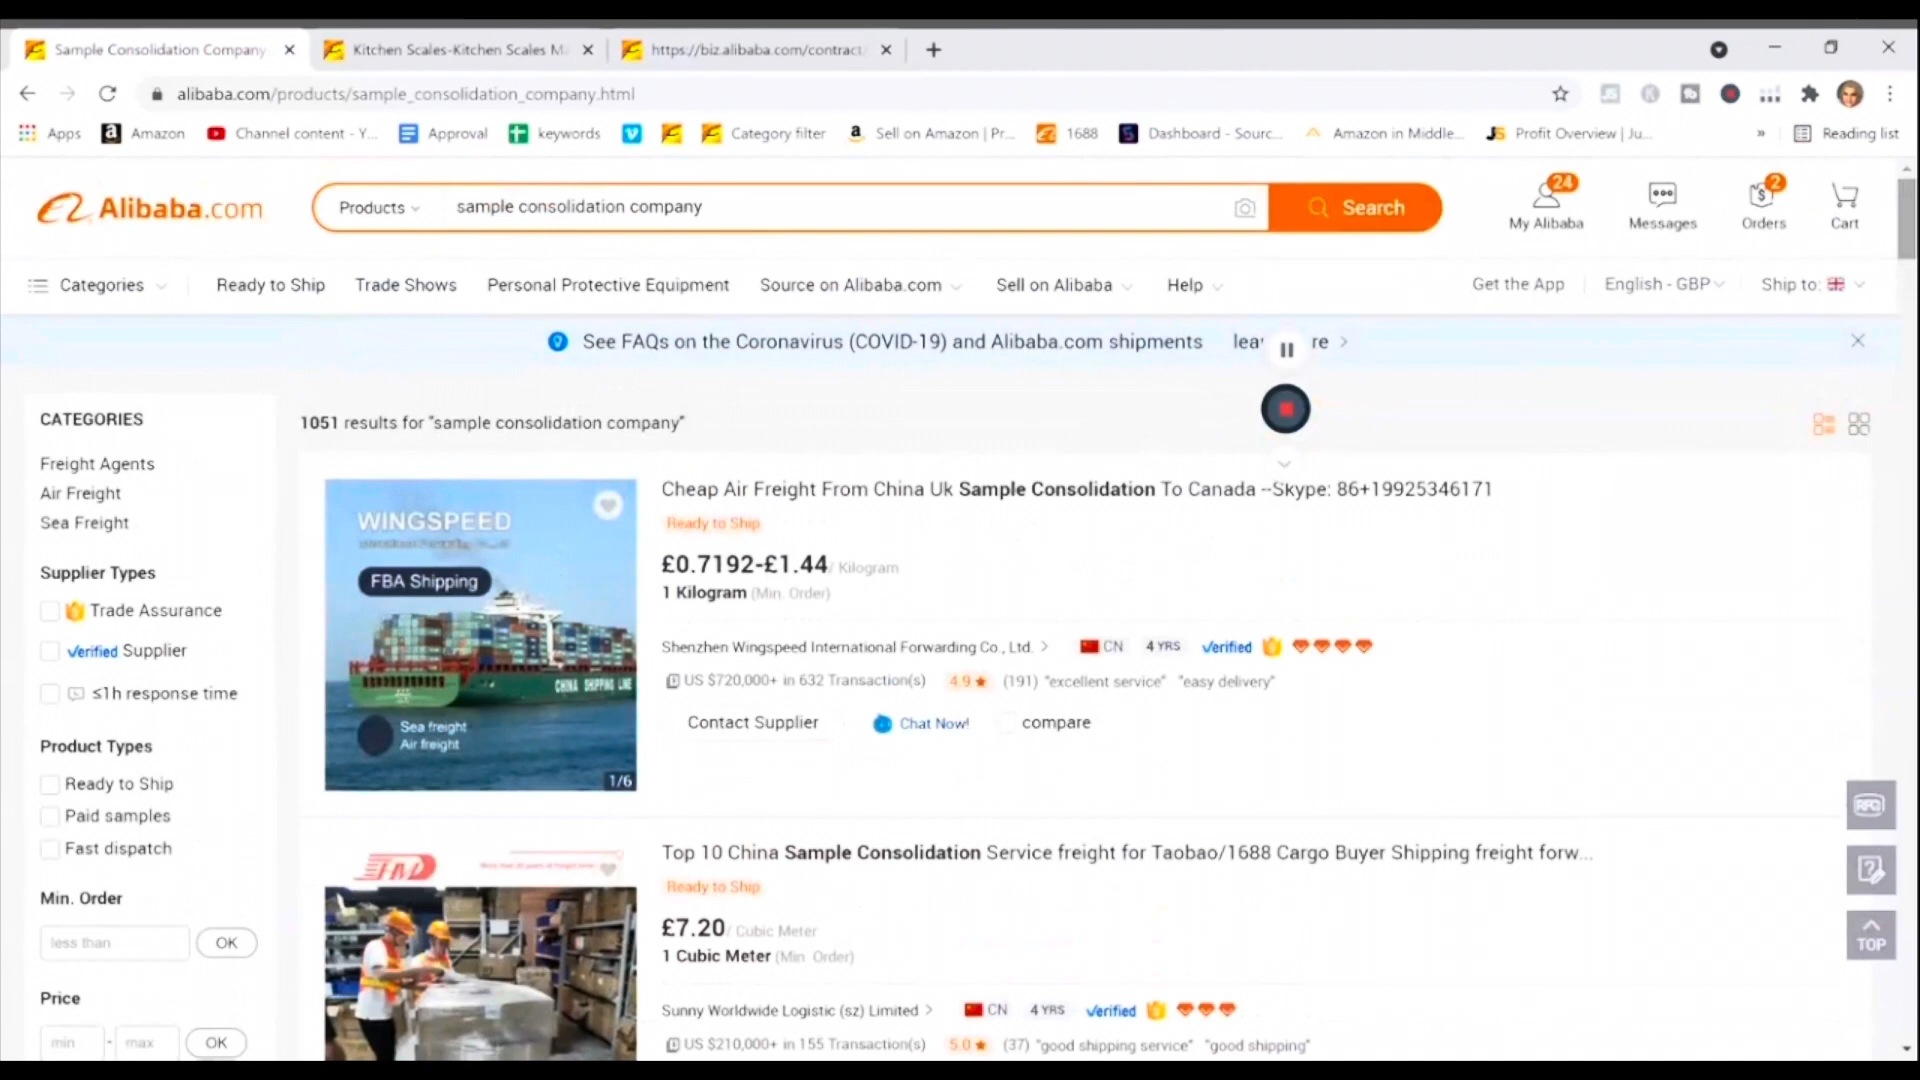 Sample Consolidation Company
Kitchen Scales-Kitchen Scales M
https://biz.alibaba.com/contract
alibaba.com/products/sample_consolidation_company.html
Apps
Amazon
Channel content - Y...
Approval
keywords
Category filter
Sell on Amazon | Pr...
1688
Dashboard - Sourc...
Amazon in Middle...
Profit Overview | Ju...
»
Reading list
Alibaba.com
Products
sample consolidation company
Search
24
My Alibaba
Messages
2
Orders
Cart
Categories
Ready to Ship
Trade Shows
Personal Protective Equipment
Source on Alibaba.com
Sell on Alibaba
Help
Get the App
English - GBP
Ship to:
See FAQs on the Coronavirus (COVID-19) and Alibaba.com shipments
CATEGORIES
Freight Agents
Air Freight
Sea Freight
Supplier Types
Trade Assurance
Verified Supplier
≤1h response time
Product Types
Ready to Ship
Paid samples
Fast dispatch
Min. Order
less than
OK
Price
min
-
max
OK
1051 results for "sample consolidation company"
WINGSPEED
FBA Shipping
CHINA SHIPPING LINE
Sea freight
Air freight
1/6
Cheap Air Freight From China Uk Sample Consolidation To Canada --Skype: 86+19925346171
Ready to Ship
£0.7192-£1.44/ Kilogram
1 Kilogram (Min. Order)
Shenzhen Wingspeed International Forwarding Co., Ltd. >
CN
4 YRS
Verified
US $720,000+ in 632 Transaction(s)
4.9
(191) "excellent service" "easy delivery"
Contact Supplier
Chat Now!
compare
Top 10 China Sample Consolidation Service freight for Taobao/1688 Cargo Buyer Shipping freight forw...
Ready to Ship
£7.20/ Cubic Meter
1 Cubic Meter (Min. Order)
Sunny Worldwide Logistic (sz) Limited >
CN
4 YRS
Verified
US $210,000+ in 155 Transaction(s)
5.0
(37) "good shipping service" "good shipping"
RFQ
TOP